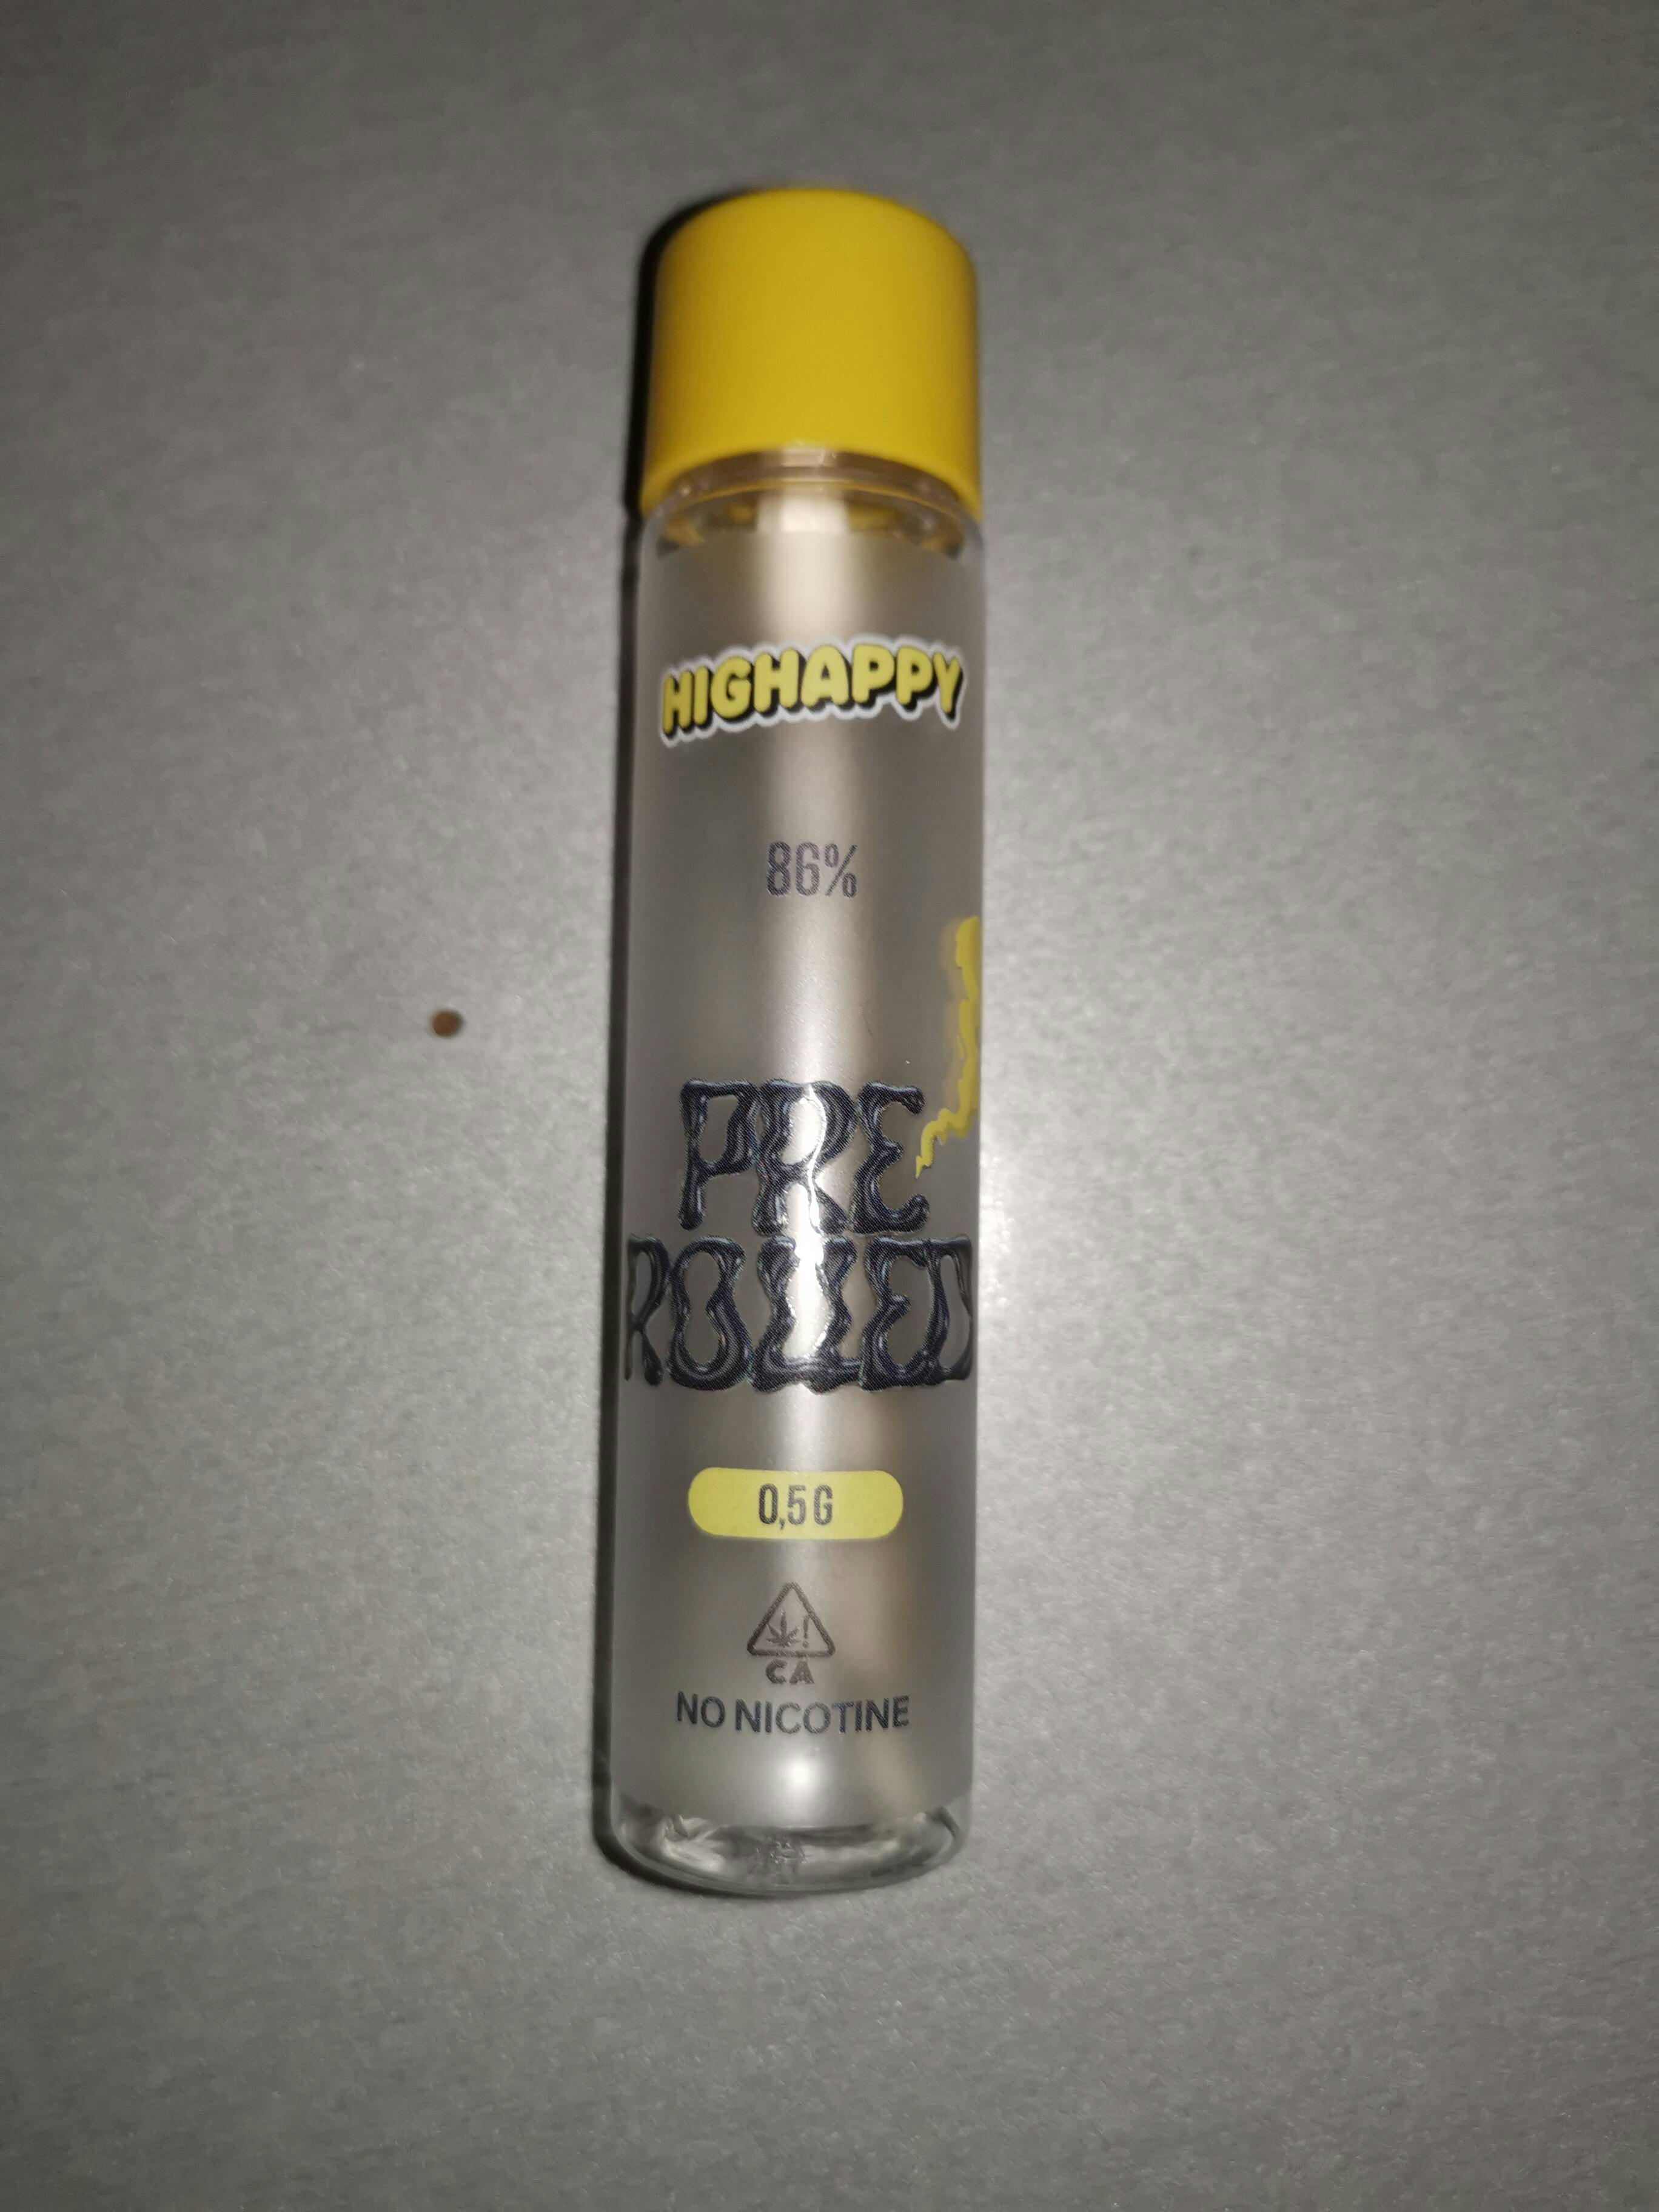 HIGHAPPY
86%
PRE
ROLLED
0,5G
CA
NO NICOTINE